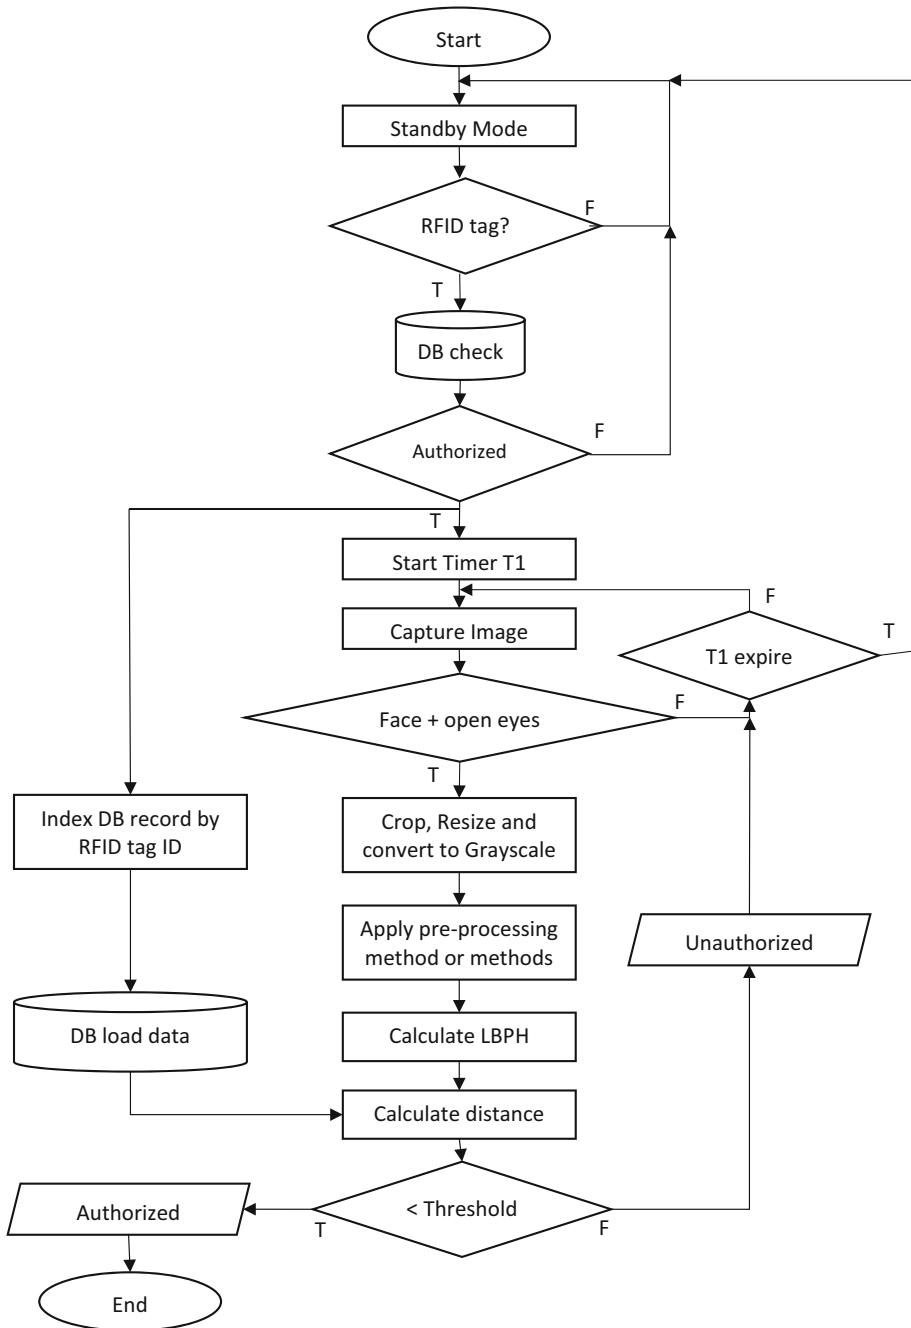 Start
Standby Mode
RFID tag?
F
T
DB check
Authorized
F
T
Start Timer T1
Capture Image
F
T1 expire
T
Face + open eyes
F
T
Index DB record by
RFID tag ID
Crop, Resize and
convert to Grayscale
Apply pre-processing
method or methods
Unauthorized
DB load data
Calculate LBPH
Calculate distance
< Threshold
T
F
Authorized
End